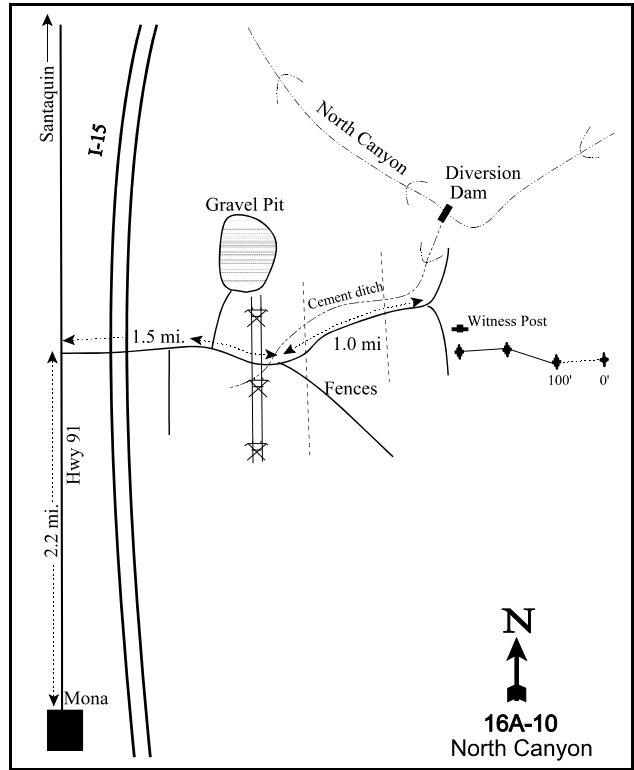 Santaquin
I-15
North Canyon
Diversion
Dam
Gravel Pit
Cement ditch
Witness Post
1.5 mi.
1.0 mi
100'
0'
Fences
Hwy 91
2.2 mi.
Mona
N
16A-10
North Canyon